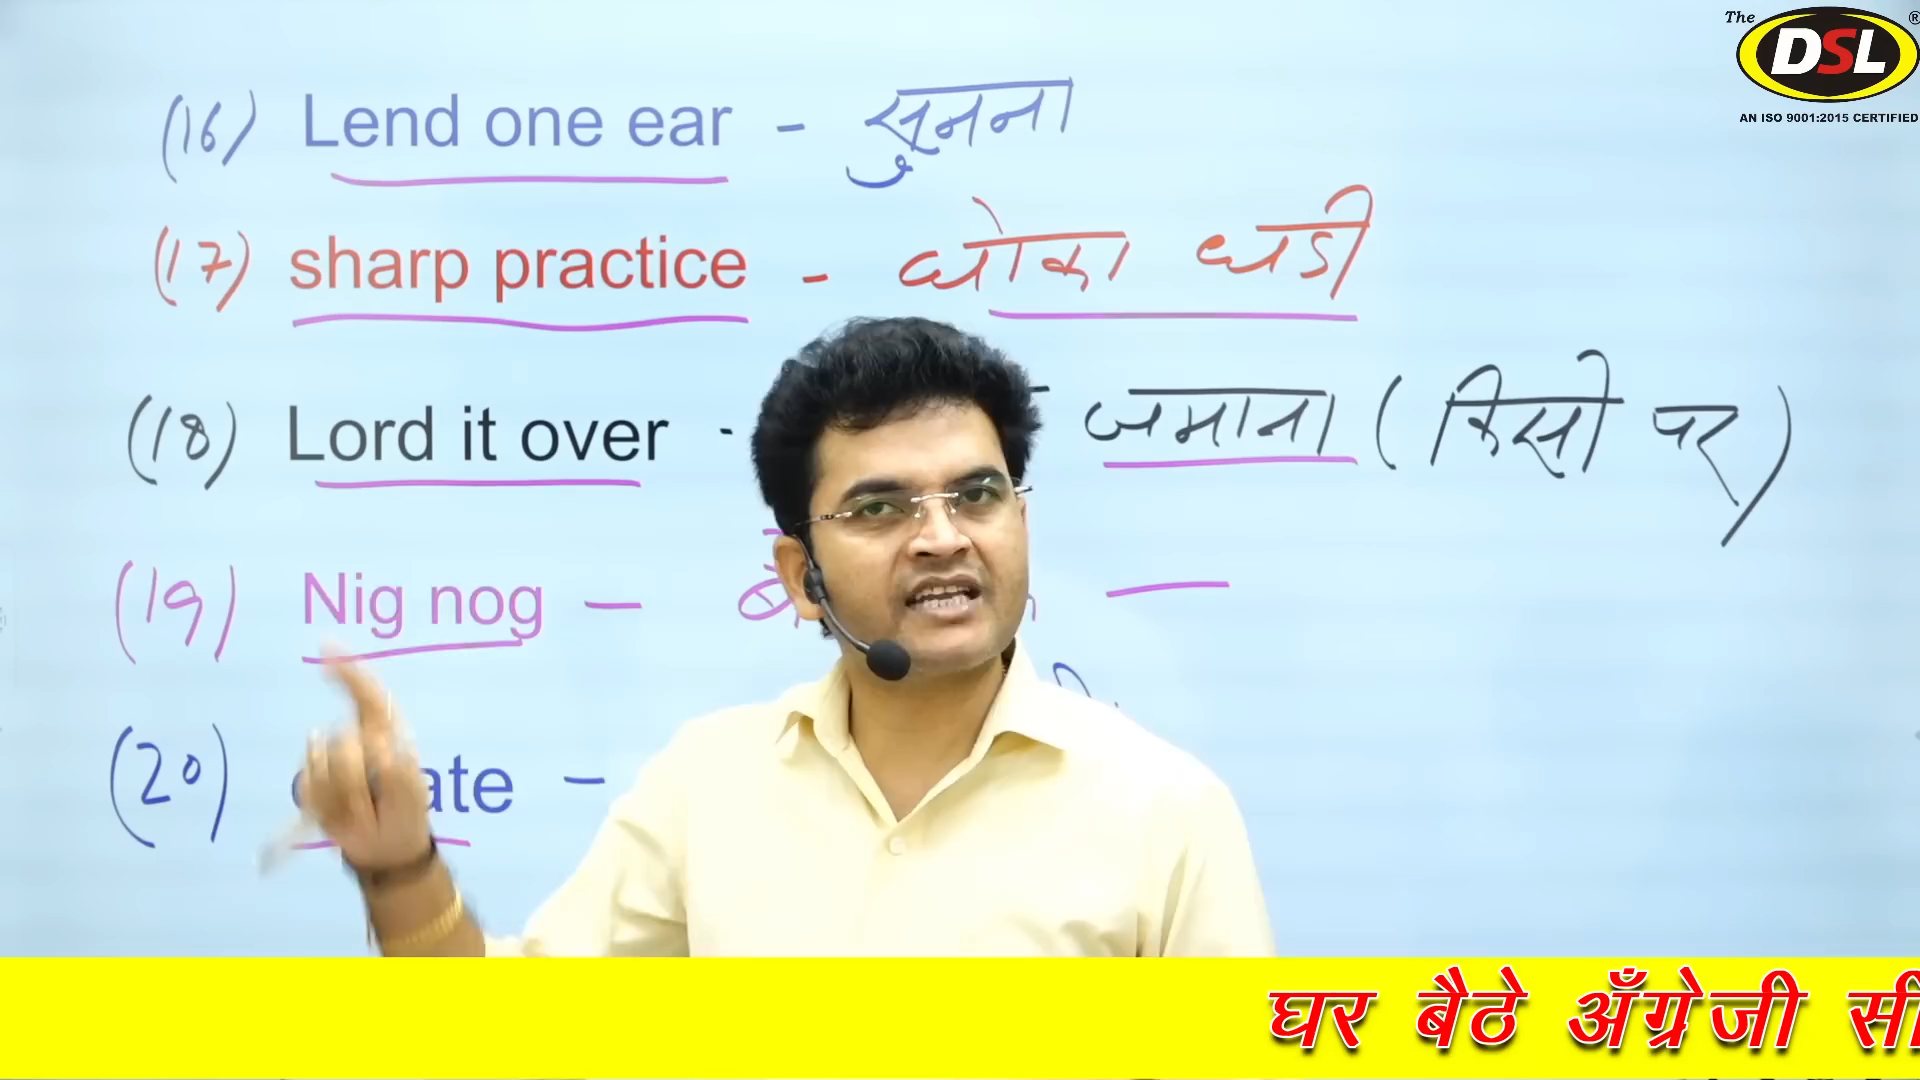 The DSL ®
AN ISO 9001:2015 CERTIFIED
(16) Lend one ear - सुनना
(17) sharp practice - धोका धडी
(18) Lord it over - जमाना (किसी पर)
(19) Nig nog —
(20)
घर बैठे अँग्रेजी